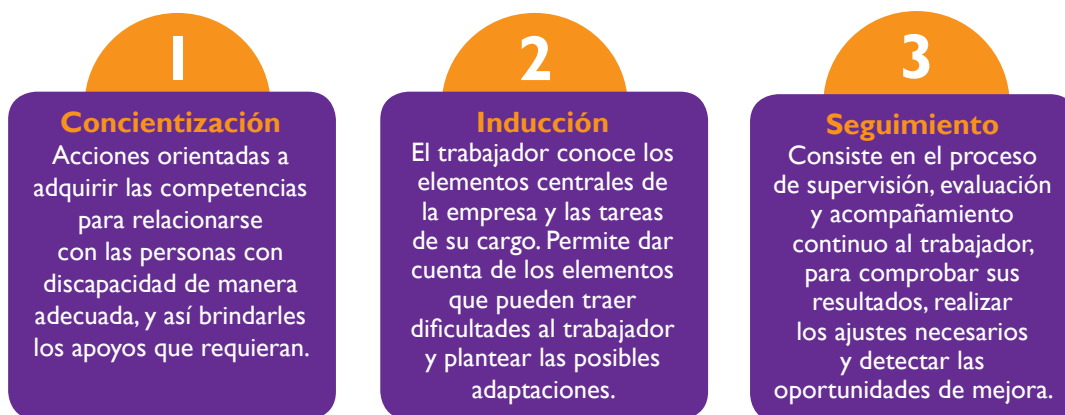 1
Concientización
Acciones orientadas a
adquirir las competencias
para relacionarse
con las personas con
discapacidad de manera
adecuada, y así brindarles
los apoyos que requieran.
2
Inducción
El trabajador conoce los
elementos centrales de
la empresa y las tareas
de su cargo. Permite dar
cuenta de los elementos
que pueden traer
dificultades al trabajador
y plantear las posibles
adaptaciones.
3
Seguimiento
Consiste en el proceso
de supervisión, evaluación
y acompañamiento
continuo al trabajador,
para comprobar sus
resultados, realizar
los ajustes necesarios
y detectar las
oportunidades de mejora.